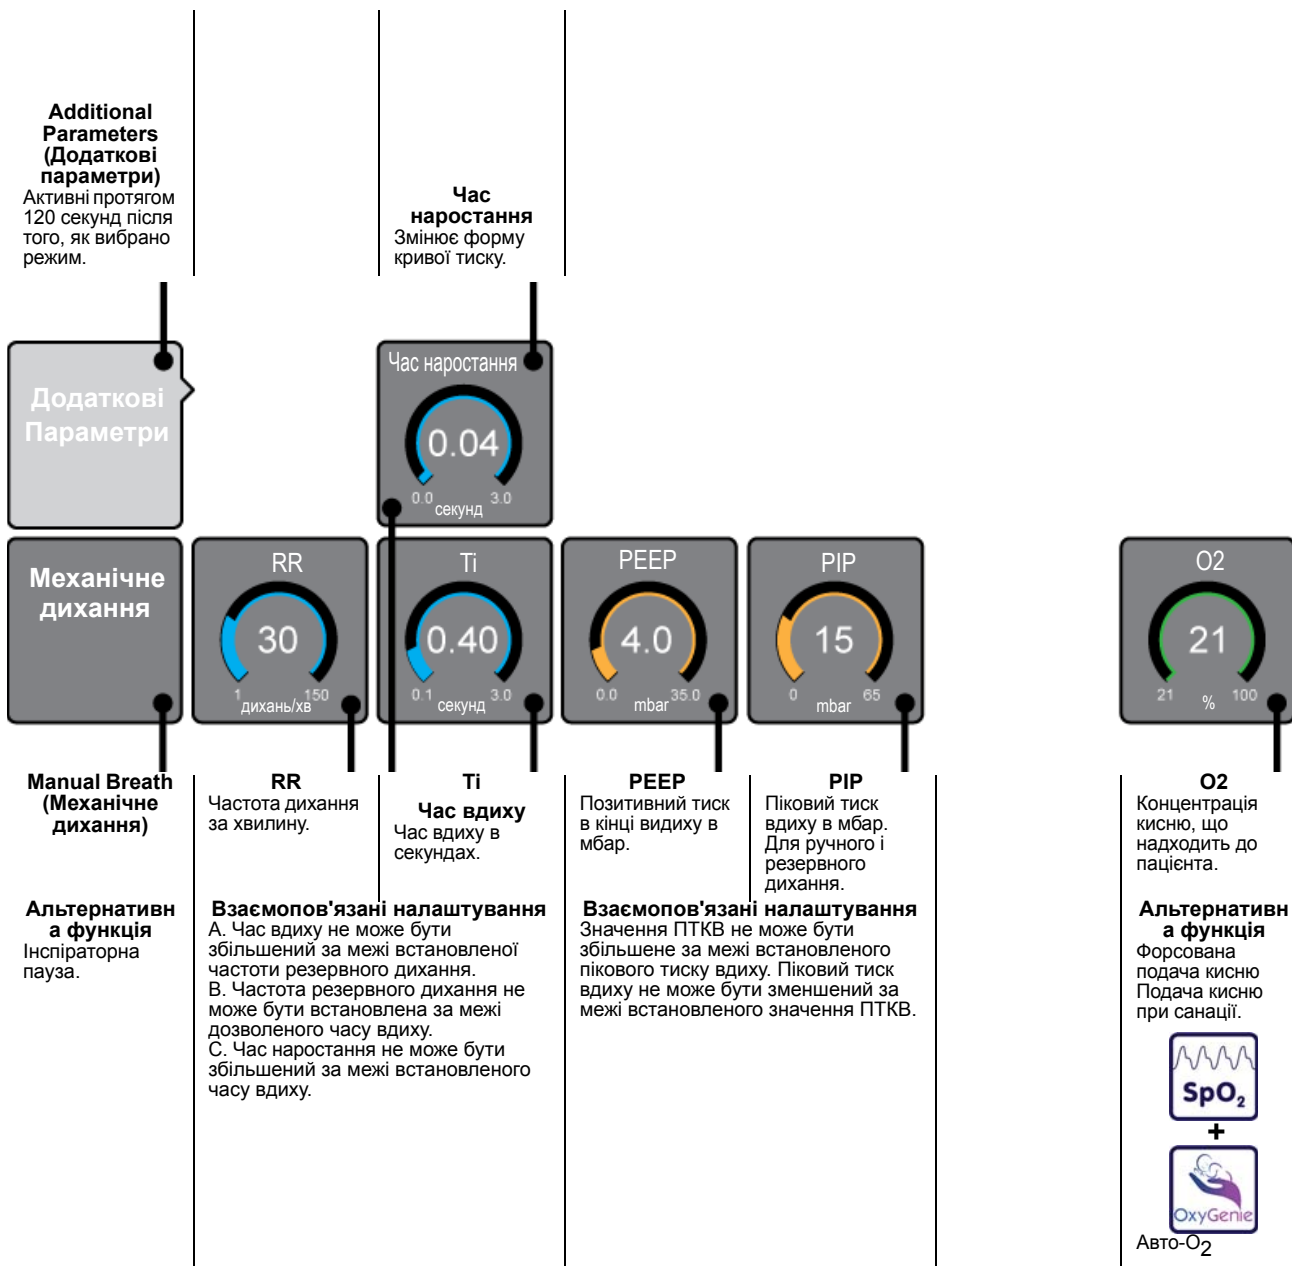 Additional
Parameters
(Додаткові
параметри)
Активні протягом
120 секунд після
того, як вибрано
режим.
Час
наростання
Змінює форму
кривої тиску.
Додаткові
Параметри
Час наростання
0.04
0.0
3.0
секунд
Механічне
дихання
RR
30
1
150
дихань/хв
Ti
0.40
0.1
3.0
секунд
PEEP
4.0
0.0
35.0
mbar
PIP
15
0
65
mbar
O2
21
21
100
%
Manual Breath
(Механічне
дихання)
RR
Частота дихання
за хвилину.
Ti
Час вдиху
Час вдиху в
секундах.
PEEP
Позитивний тиск
в кінці видиху в
мбар.
PIP
Піковий тиск
вдиху в мбар.
Для ручного і
резервного
дихання.
O2
Концентрація
кисню, що
надходить до
пацієнта.
Альтернативн
а функція
Інспіраторна
пауза.
Взаємопов'язані налаштування
A. Час вдиху не може бути
збільшений за межі встановленої
частоти резервного дихання.
B. Частота резервного дихання не
може бути встановлена за межі
дозволеного часу вдиху.
C. Час наростання не може бути
збільшений за межі встановленого
часу вдиху.
Взаємопов'язані налаштування
Значення ПТКВ не може бути
збільшене за межі встановленого
пікового тиску вдиху. Піковий тиск
вдиху не може бути зменшений за
межі встановленого значення ПТКВ.
Альтернативн
а функція
Форсована
подача кисню
Подача кисню
при санації.
SpO₂
+
OxyGenie
Авто-O₂